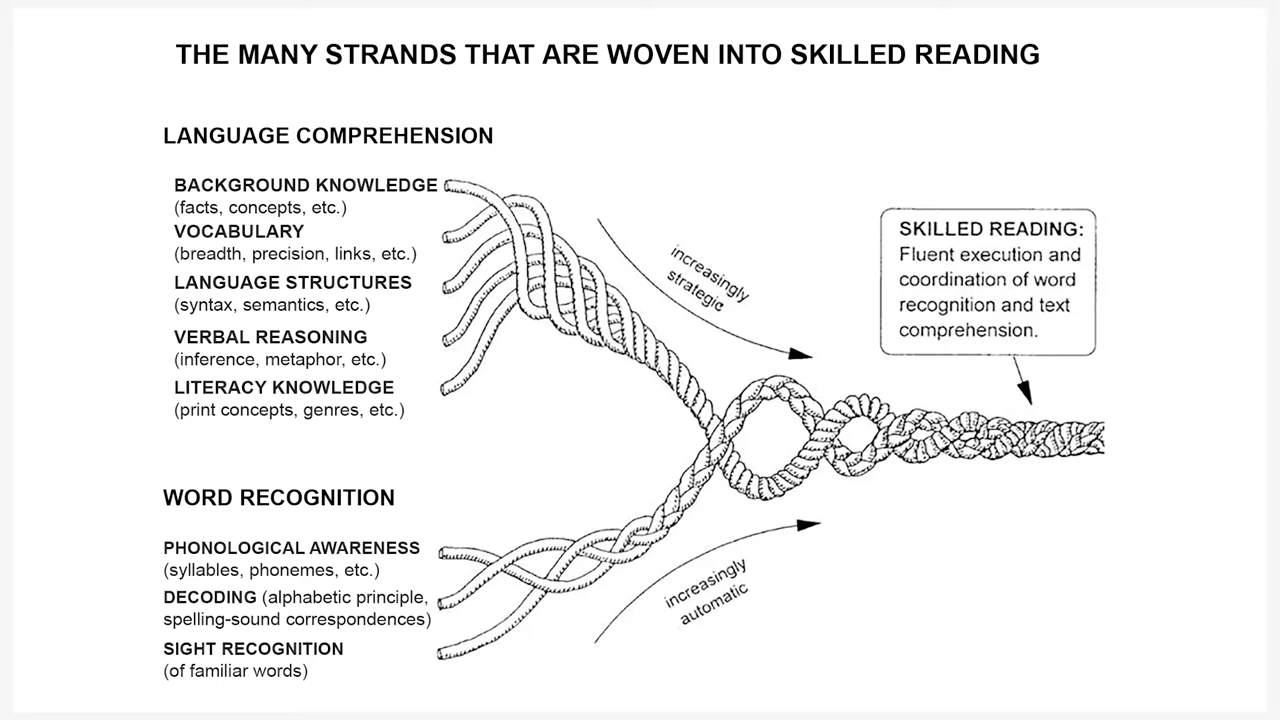 THE MANY STRANDS THAT ARE WOVEN INTO SKILLED READING
LANGUAGE COMPREHENSION
BACKGROUND KNOWLEDGE
(facts, concepts, etc.)
VOCABULARY
(breadth, precision, links, etc.)
LANGUAGE STRUCTURES
(syntax, semantics, etc.)
VERBAL REASONING
(inference, metaphor, etc.)
LITERACY KNOWLEDGE
(print concepts, genres, etc.)
WORD RECOGNITION
PHONOLOGICAL AWARENESS
(syllables, phonemes, etc.)
DECODING (alphabetic principle,
spelling-sound correspondences)
SIGHT RECOGNITION
(of familiar words)
increasingly
strategic
increasingly
automatic
SKILLED READING:
Fluent execution and
coordination of word
recognition and text
comprehension.